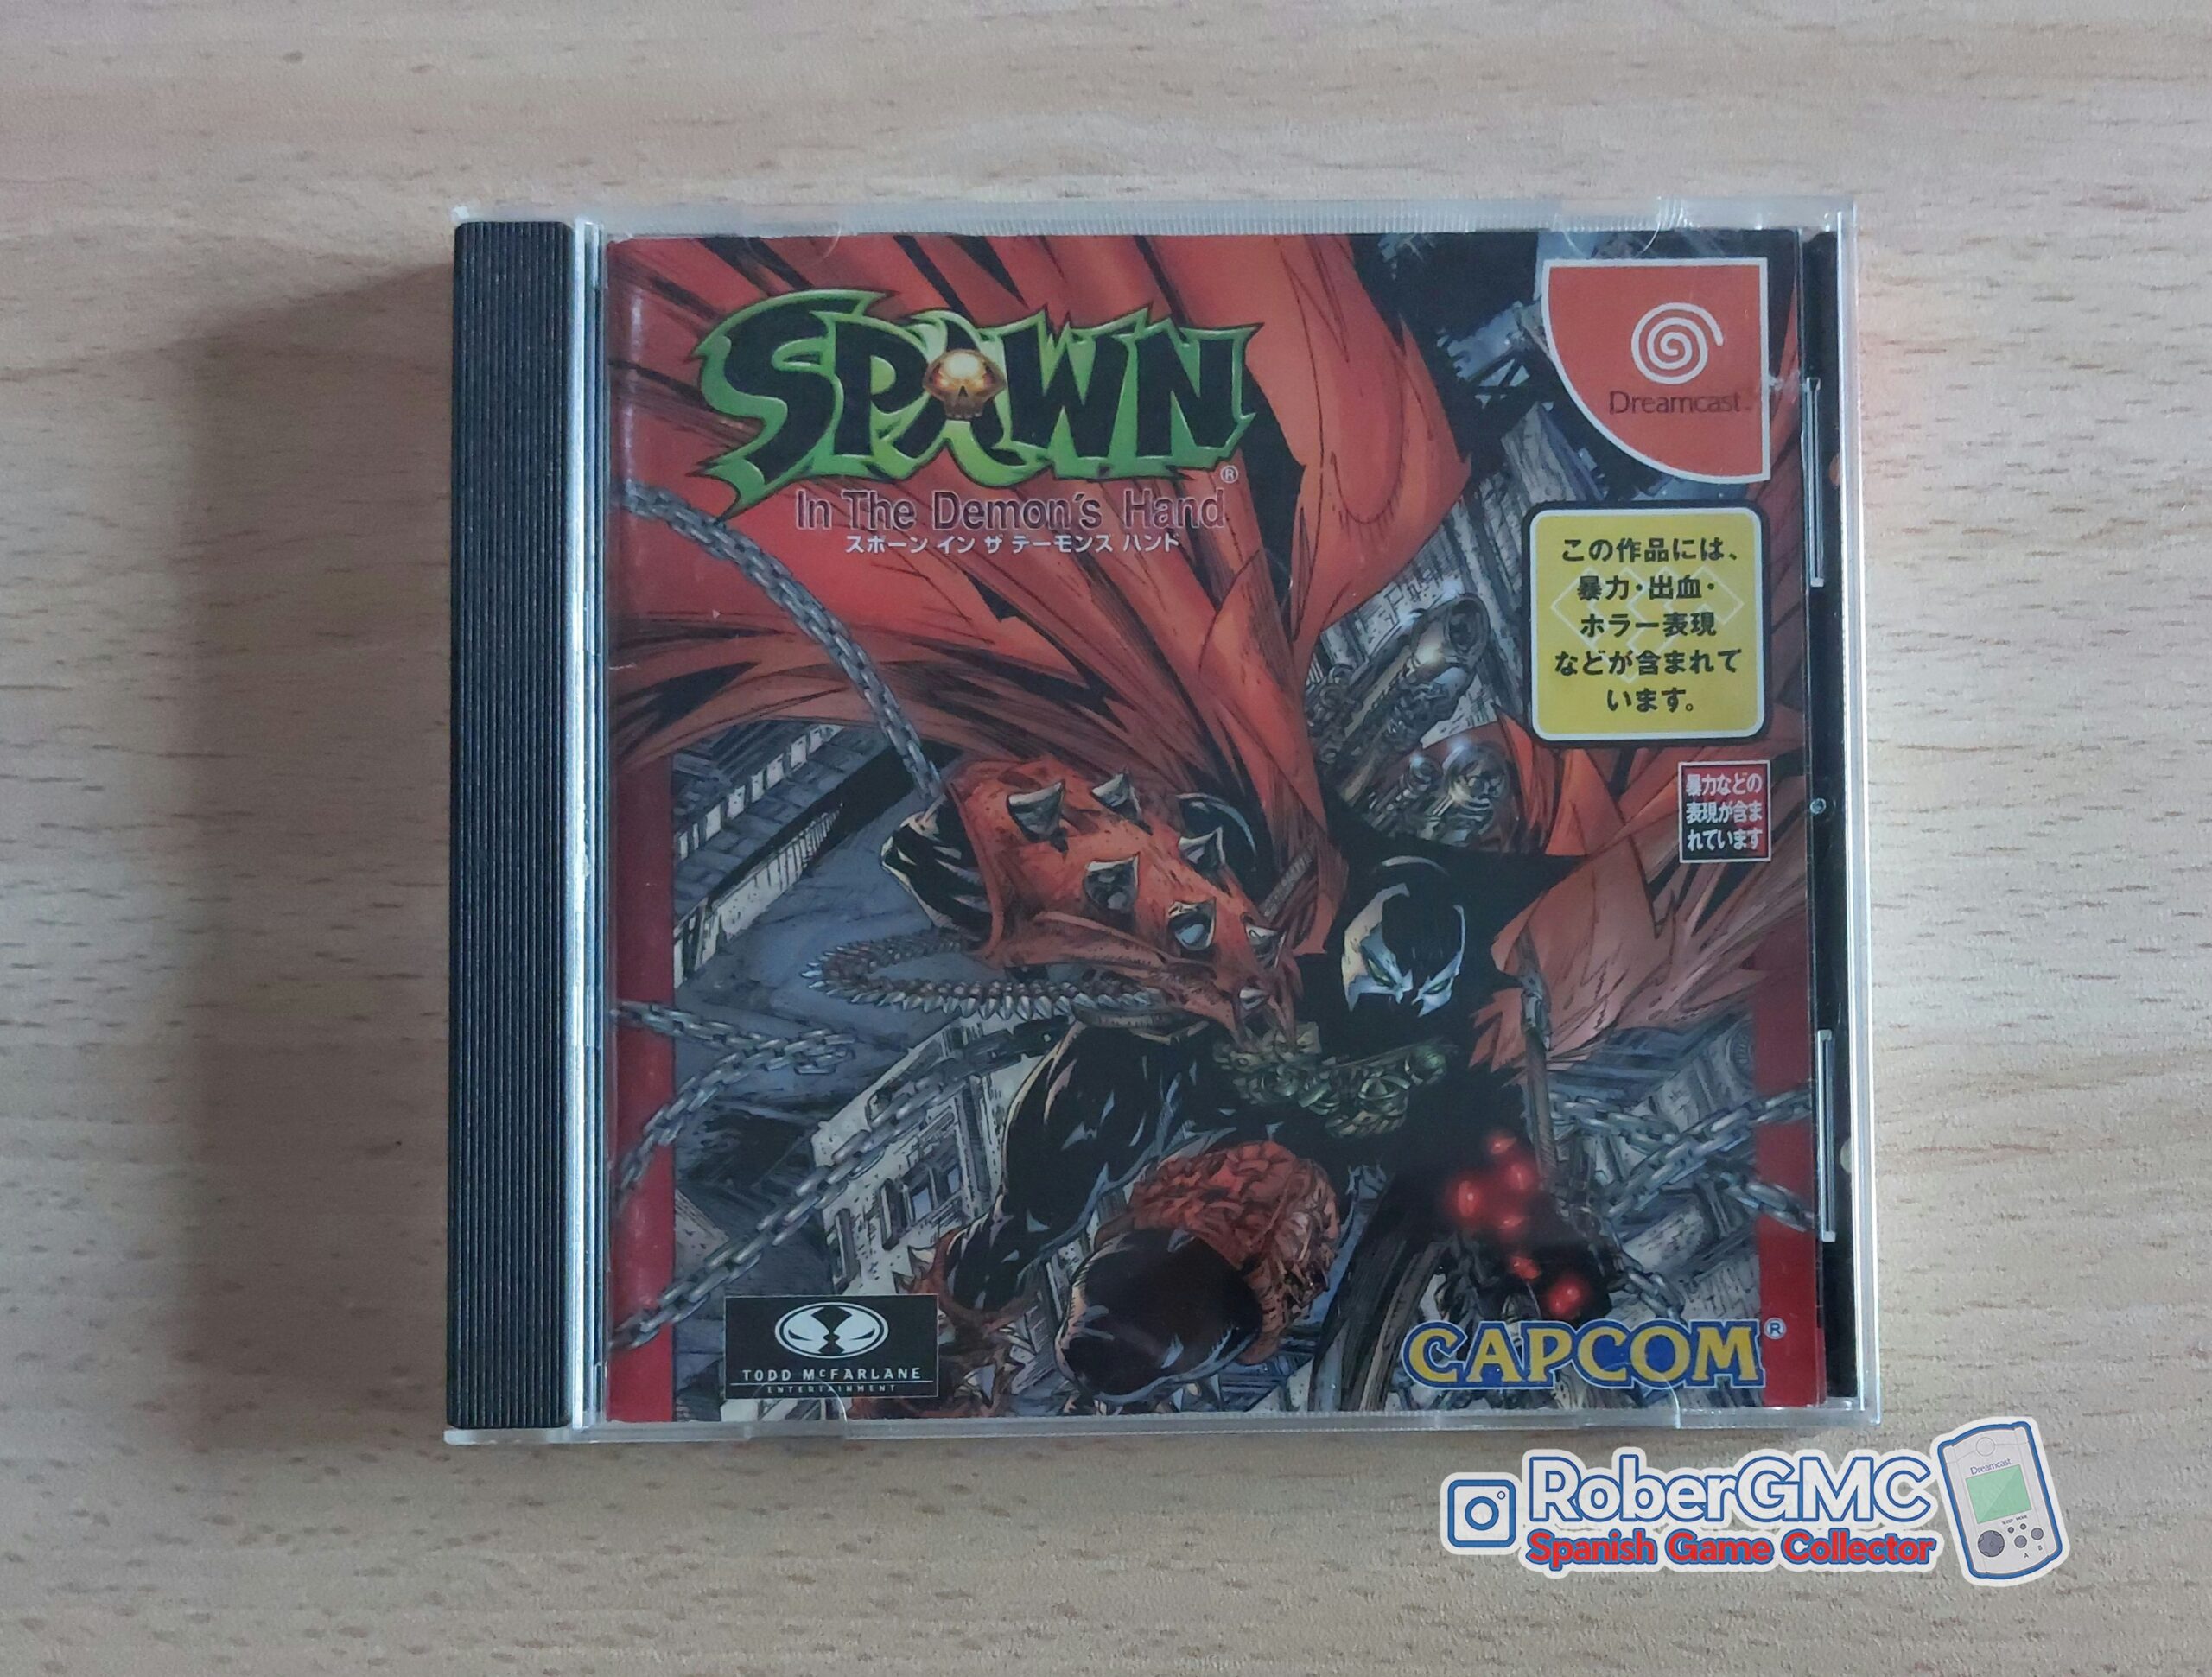 SPAWN®
In The Demon's Hand
スポーン イン ザ デーモンズ ハンド
Dreamcast
この作品には、
暴力・出血・
ホラー表現
などが含まれて
います。
暴力などの
表現が含ま
れています
TODD McFARLANE
ENTERTAINMENT
CAPCOM®
RoberGMC
Spanish Game Collector
Dreamcast
SLEEP MODE
A B